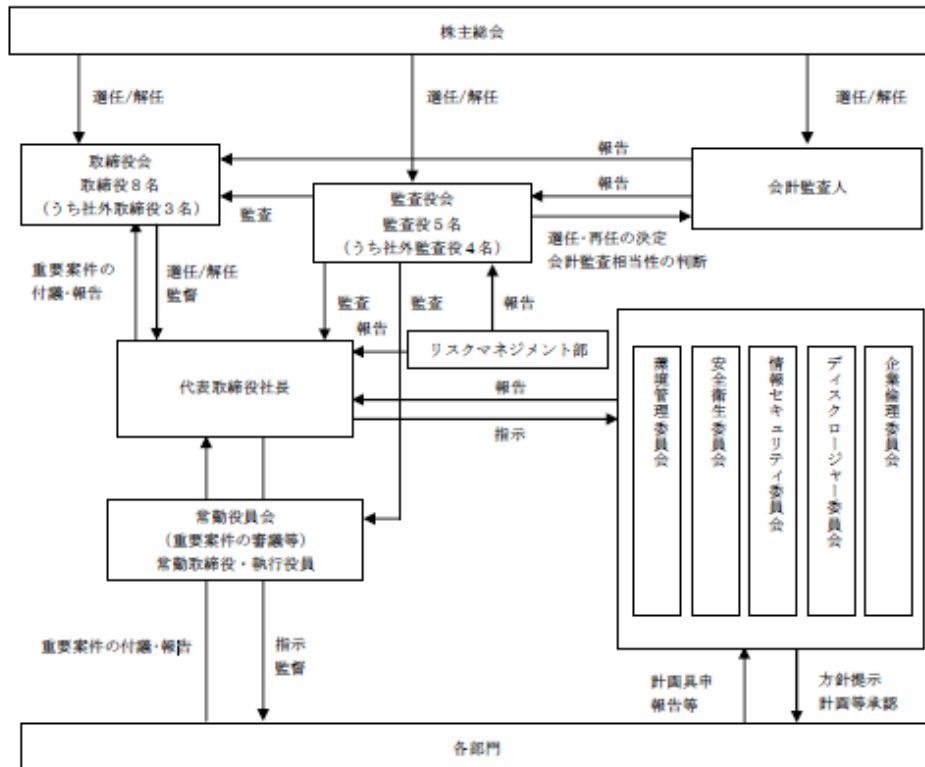 株主総会
選任/解任
選任/解任
選任/解任
取締役会
取締役8名
(うち社外取締役3名)
報告
報告
会計監査人
監査
監査役会
監査役5名
(うち社外監査役4名)
選任・再任の決定
会計監査相当性の判断
重要案件の
付議・報告
選任/解任
監督
監査
監査
報告
報告
リスクマネジメント部
代表取締役社長
報告
指示
環境管理委員会
安全衛生委員会
情報セキュリティ委員会
ディスクロージャー委員会
企業倫理委員会
常勤役員会
(重要案件の審議等)
常勤取締役・執行役員
重要案件の付議・報告
指示
監督
計画具申
報告等
方針提示
計画等承認
各部門